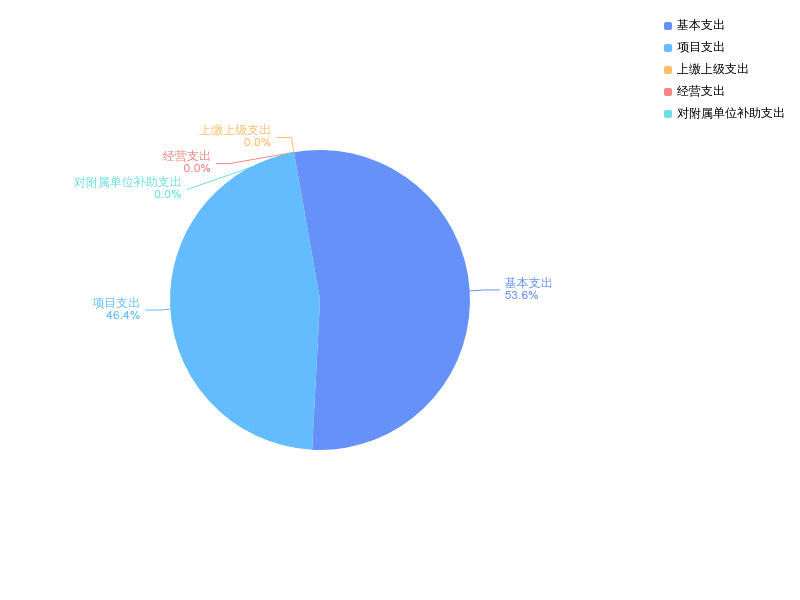 基本支出
项目支出
上缴上级支出
经营支出
对附属单位补助支出
上缴上级支出
0.0%
经营支出
0.0%
对附属单位补助支出
0.0%
基本支出
53.6%
项目支出
46.4%